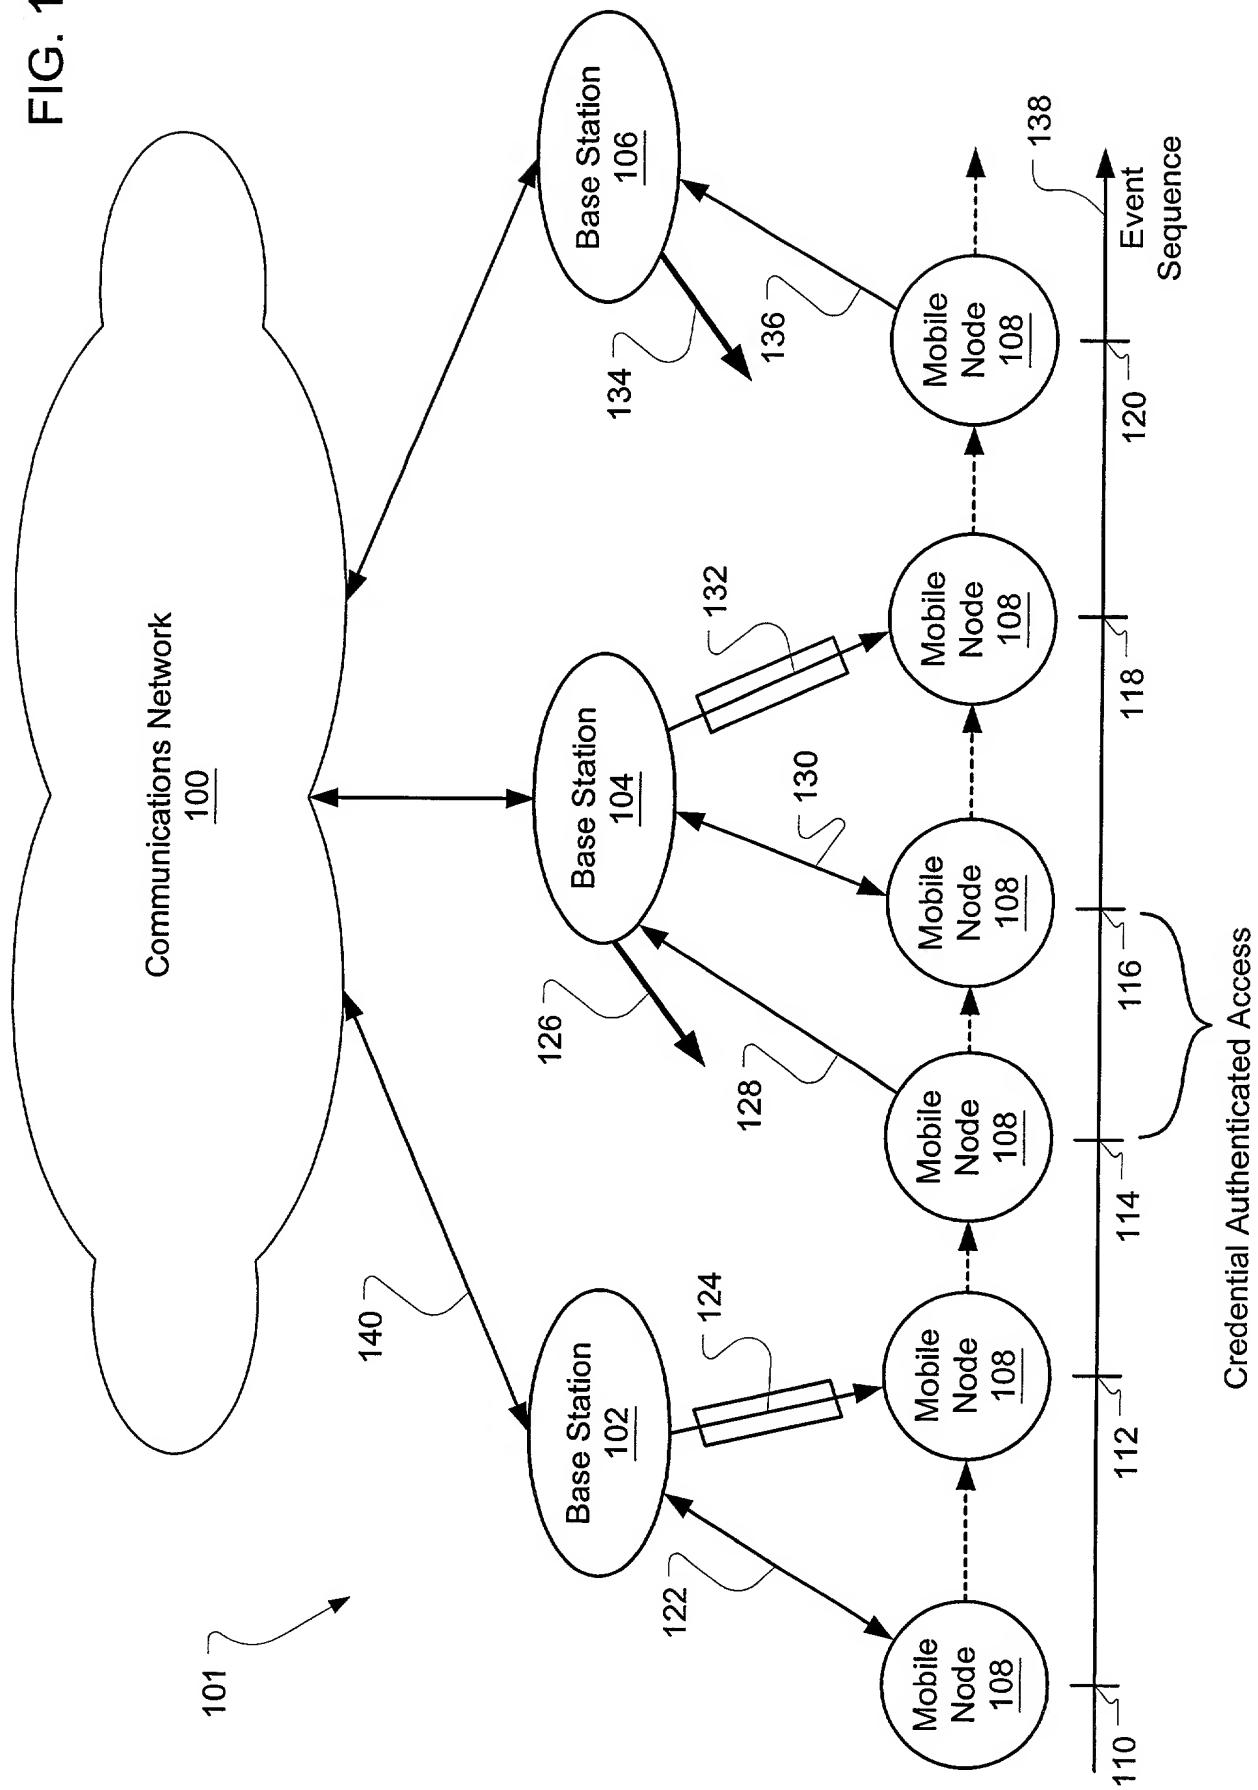 FIG. 1
Communications Network
100
101
140
Base Station
102
Base Station
104
Base Station
106
122
124
126
128
130
132
134
136
Mobile
Node
108
Mobile
Node
108
Mobile
Node
108
Mobile
Node
108
Mobile
Node
108
Mobile
Node
108
138
Event
Sequence
110
112
114
116
118
120
Credential Authenticated Access